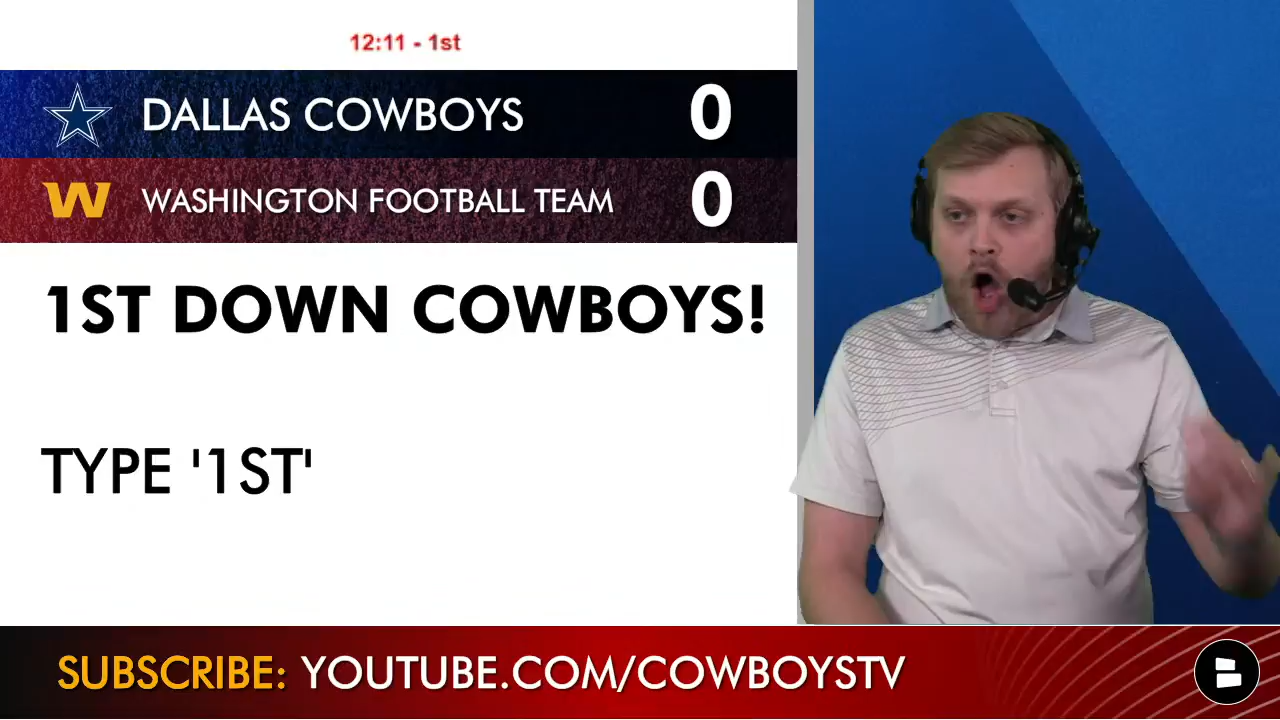 12:11 - 1st
DALLAS COWBOYS 0
W WASHINGTON FOOTBALL TEAM 0
1ST DOWN COWBOYS!
TYPE '1ST'
SUBSCRIBE: YOUTUBE.COM/COWBOYSTV